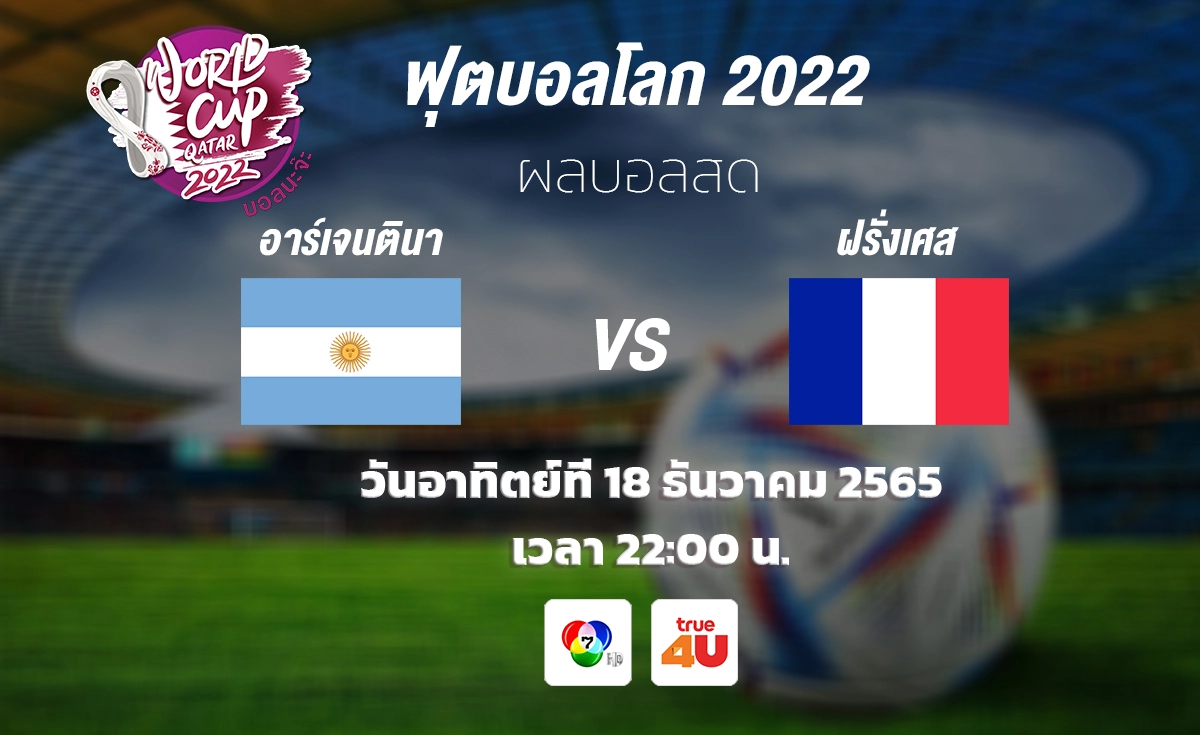 WORLD
CUP
QATAR
2022
บอลนะจ๊ะ
ฟุตบอลโลก 2022
ผลบอลสด
อาร์เจนตินา
ฝรั่งเศส
VS
วันอาทิตย์ที่ 18 ธันวาคม 2565
เวลา 22:00 น.
7
HD
true
4U